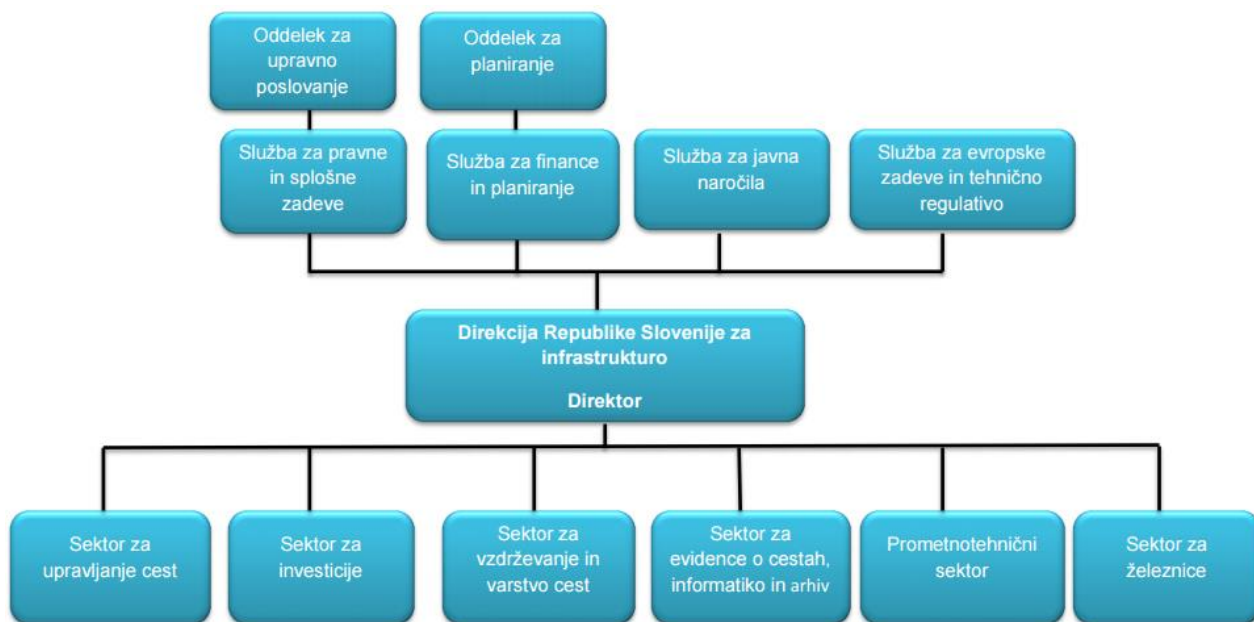 Oddelek za
upravno
poslovanje
Oddelek za
planiranje
Služba za pravne
in splošne
zadeve
Služba za finance
in planiranje
Služba za javna
naročila
Služba za evropske
zadeve in tehnično
regulativo
Direkcija Republike Slovenije za
infrastrukturo
Direktor
Sektor za
upravljanje cest
Sektor za
investicije
Sektor za
vzdrževanje in
varstvo cest
Sektor za
evidence o cestah,
informatiko in arhiv
Prometnotehnični
sektor
Sektor za
železnice